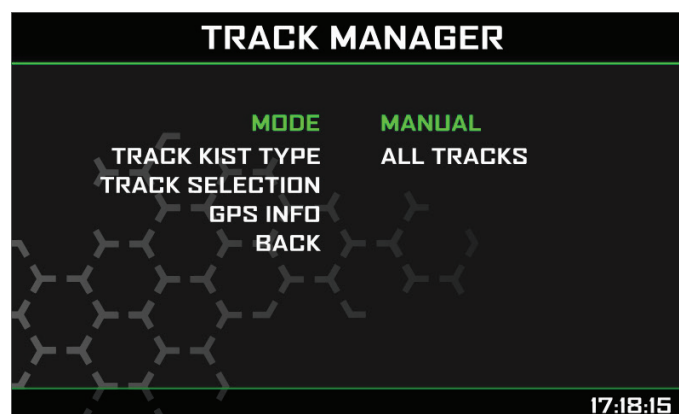 TRACK MANAGER
MODE MANUAL
TRACK KIST TYPE ALL TRACKS
TRACK SELECTION
GPS INFO
BACK
17:18:15